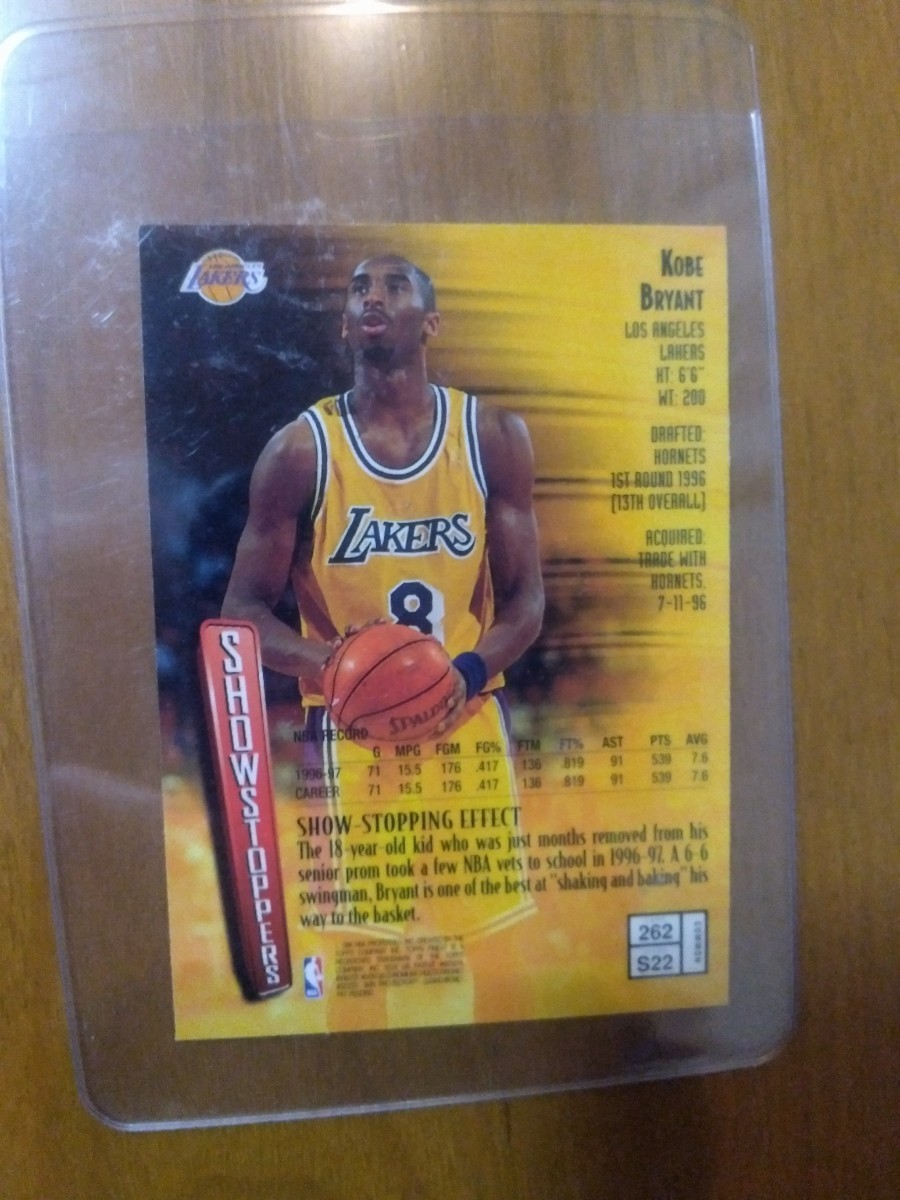 LAKERS
KOBE
BRYANT
LOS ANGELES
LAKERS
HT: 6'6"
WT: 200
DRAFTED:
HORNETS
1ST ROUND 1996
(13TH OVERALL)
ACQUIRED:
TRADE WITH
HORNETS,
7-11-96
LAKERS
8
SPALDING
SHOWSTOPPERS
NBA RECORD
G MPG FGM FG% FTM FT% AST PTS AVG
1996-97 71 15.5 176 .417 136 .819 91 539 7.6
CAREER 71 15.5 176 .417 136 .819 91 539 7.6
SHOW-STOPPING EFFECT
The 18-year-old kid who was just months removed from his
senior prom took a few NBA vets to school in 1996-97. A 6-6
swingman, Bryant is one of the best at "shaking and baking" his
way to the basket.
262
S22
COMMON